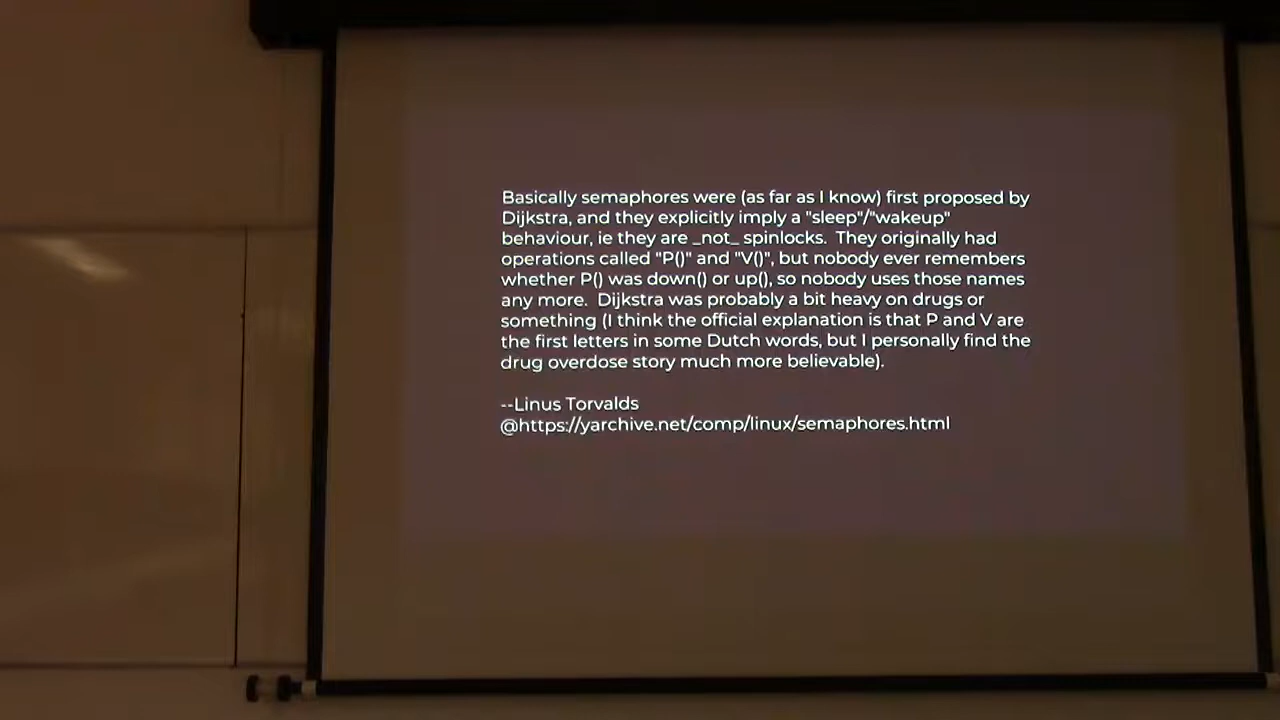 Basically semaphores were (as far as I know) first proposed by
Dijkstra, and they explicitly imply a "sleep"/"wakeup"
behaviour, ie they are _not_ spinlocks.  They originally had
operations called "P()" and "V()", but nobody ever remembers
whether P() was down() or up(), so nobody uses those names
any more.  Dijkstra was probably a bit heavy on drugs or
something (I think the official explanation is that P and V are
the first letters in some Dutch words, but I personally find the
drug overdose story much more believable).
--Linus Torvalds
@https://yarchive.net/comp/linux/semaphores.html